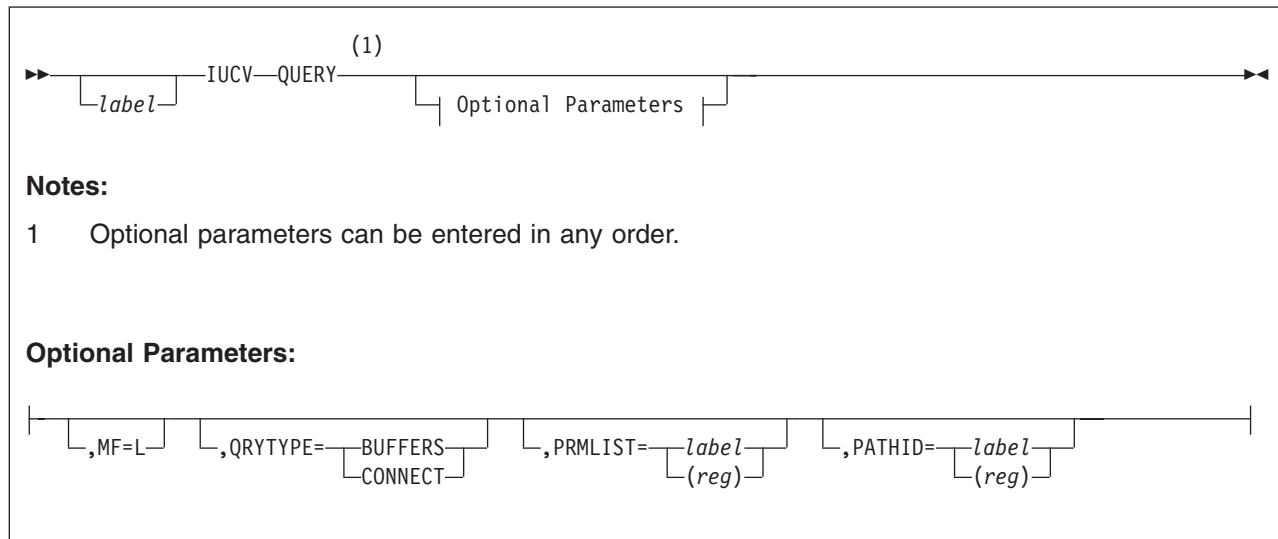 (1)
IUCV QUERY
label Optional Parameters
Notes:
1 Optional parameters can be entered in any order.
Optional Parameters:
,MF=L ,QRYTYPE= BUFFERS ,PRMLIST= label ,PATHID= label
CONNECT (reg) (reg)